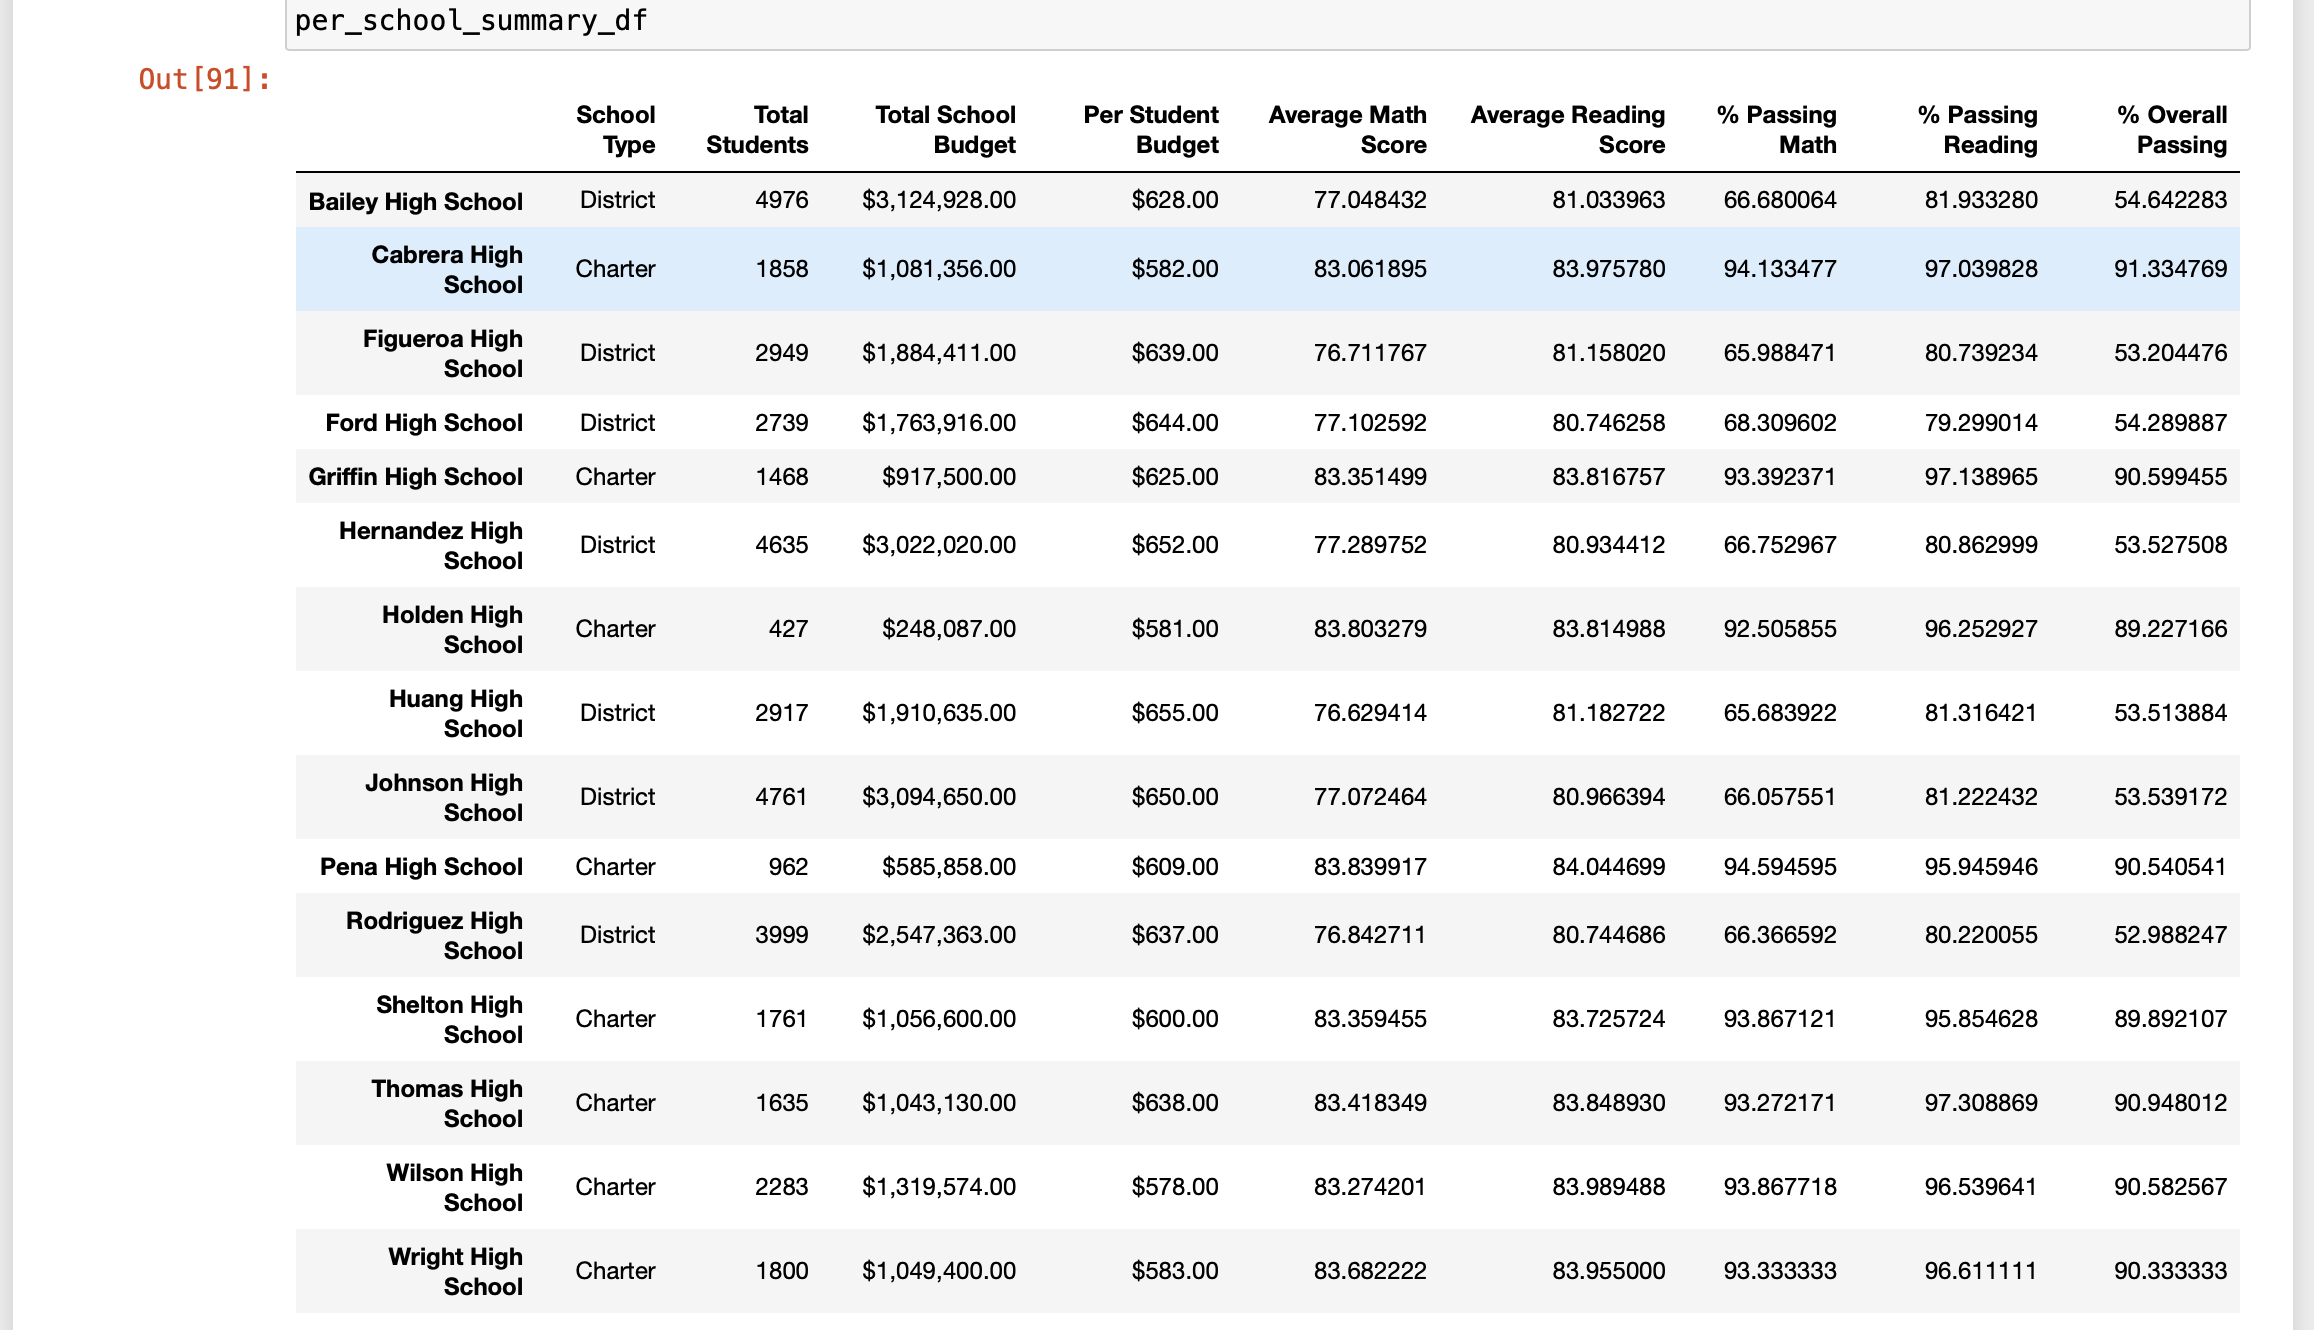 per_school_summary_df
Out[91]:
School Type Total Students Total School Budget Per Student Budget Average Math Score Average Reading Score % Passing Math % Passing Reading % Overall Passing
Bailey High School District 4976 $3,124,928.00 $628.00 77.048432 81.033963 66.680064 81.933280 54.642283
Cabrera High School Charter 1858 $1,081,356.00 $582.00 83.061895 83.975780 94.133477 97.039828 91.334769
Figueroa High School District 2949 $1,884,411.00 $639.00 76.711767 81.158020 65.988471 80.739234 53.204476
Ford High School District 2739 $1,763,916.00 $644.00 77.102592 80.746258 68.309602 79.299014 54.289887
Griffin High School Charter 1468 $917,500.00 $625.00 83.351499 83.816757 93.392371 97.138965 90.599455
Hernandez High School District 4635 $3,022,020.00 $652.00 77.289752 80.934412 66.752967 80.862999 53.527508
Holden High School Charter 427 $248,087.00 $581.00 83.803279 83.814988 92.505855 96.252927 89.227166
Huang High School District 2917 $1,910,635.00 $655.00 76.629414 81.182722 65.683922 81.316421 53.513884
Johnson High School District 4761 $3,094,650.00 $650.00 77.072464 80.966394 66.057551 81.222432 53.539172
Pena High School Charter 962 $585,858.00 $609.00 83.839917 84.044699 94.594595 95.945946 90.540541
Rodriguez High School District 3999 $2,547,363.00 $637.00 76.842711 80.744686 66.366592 80.220055 52.988247
Shelton High School Charter 1761 $1,056,600.00 $600.00 83.359455 83.725724 93.867121 95.854628 89.892107
Thomas High School Charter 1635 $1,043,130.00 $638.00 83.418349 83.848930 93.272171 97.308869 90.948012
Wilson High School Charter 2283 $1,319,574.00 $578.00 83.274201 83.989488 93.867718 96.539641 90.582567
Wright High School Charter 1800 $1,049,400.00 $583.00 83.682222 83.955000 93.333333 96.611111 90.333333